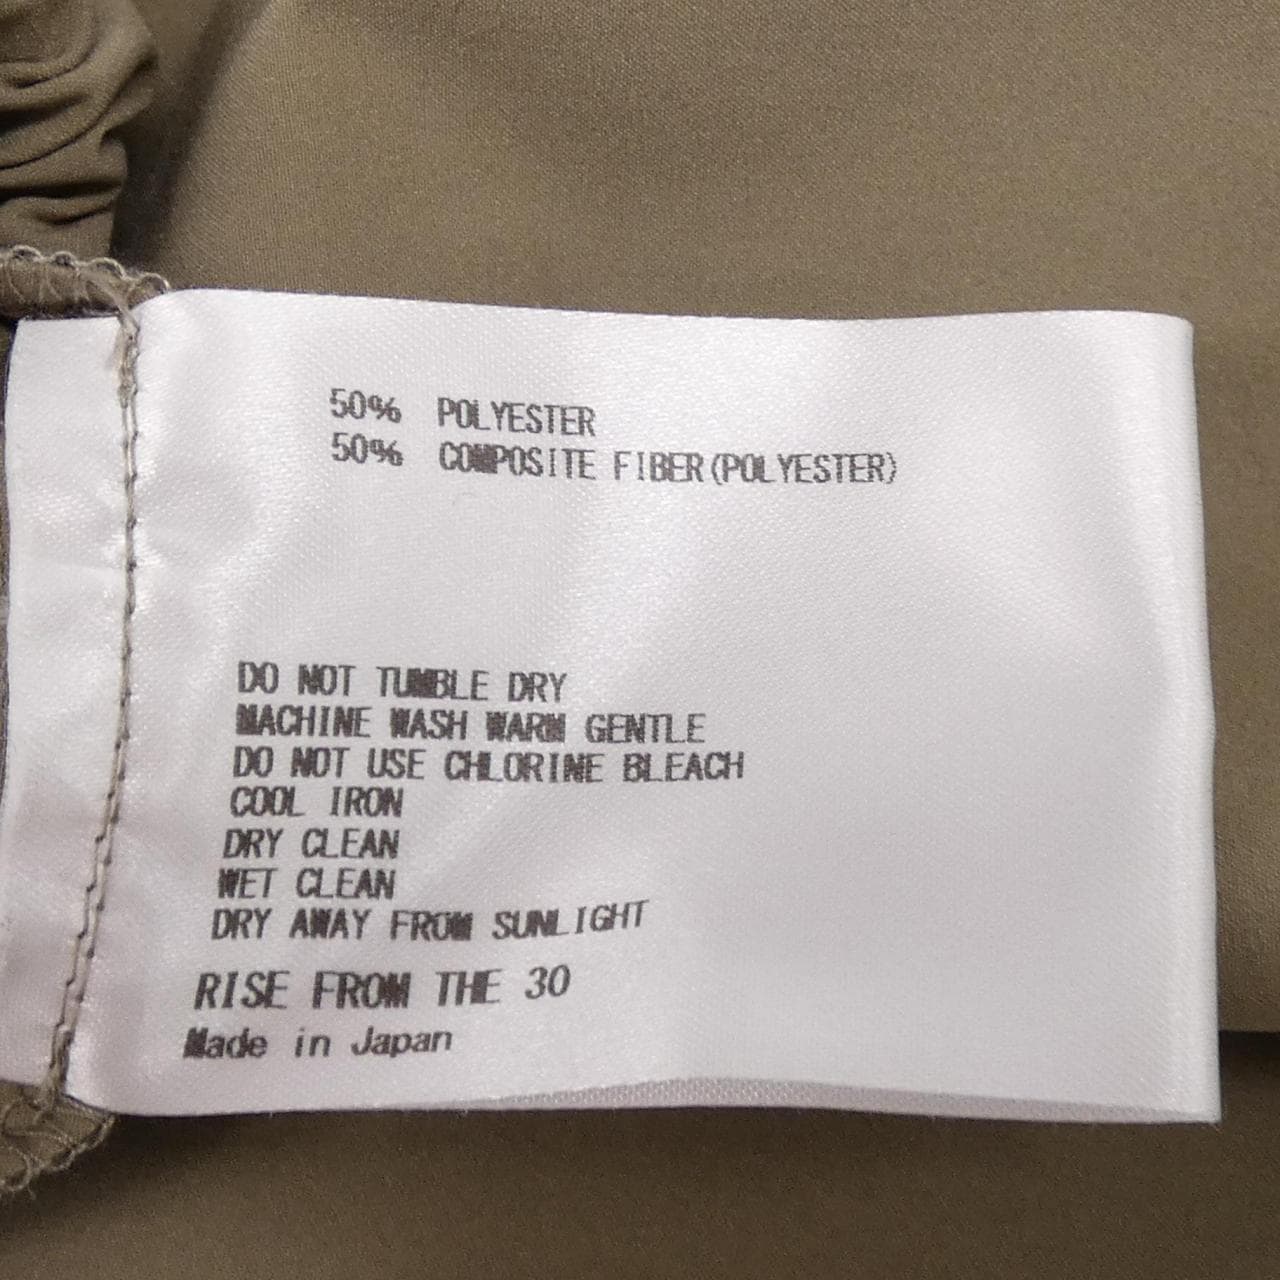 50% POLYESTER
50% COMPOSITE FIBER(POLYESTER)
DO NOT TUMBLE DRY
MACHINE WASH WARM GENTLE
DO NOT USE CHLORINE BLEACH
COOL IRON
DRY CLEAN
WET CLEAN
DRY AWAY FROM SUNLIGHT
RISE FROM THE 30
Made in Japan